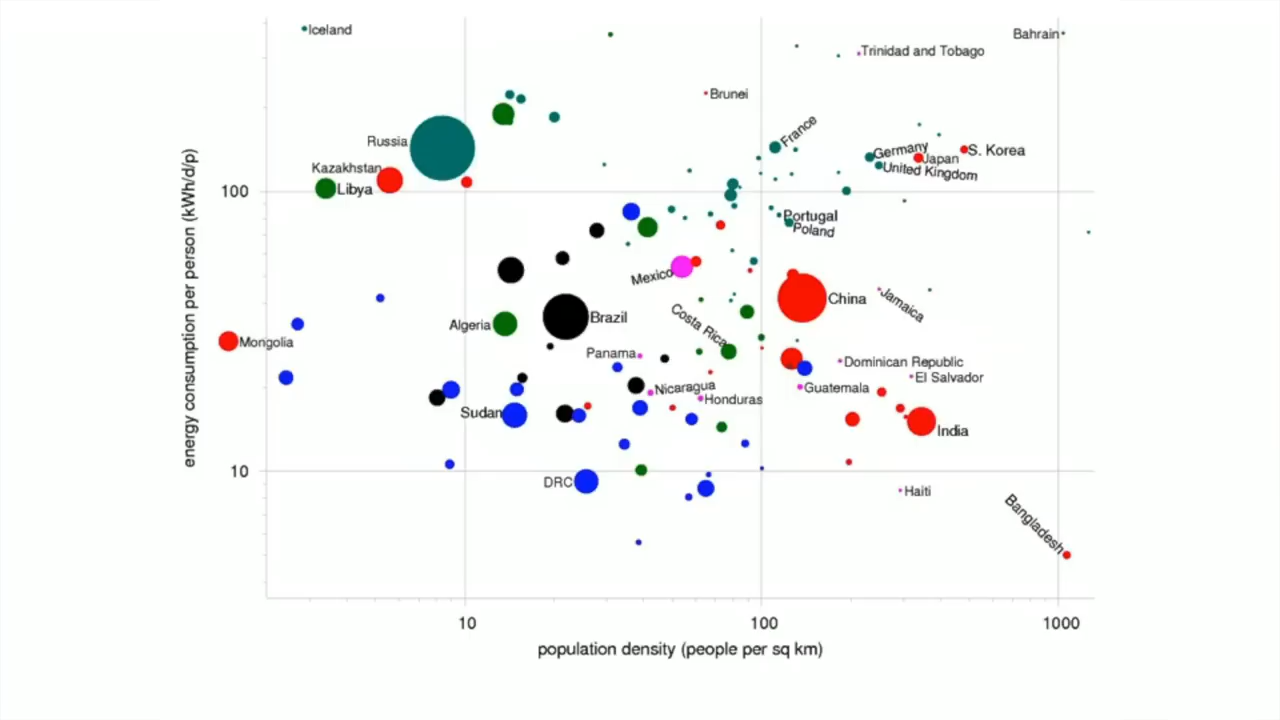 Iceland
Bahrain
Trinidad and Tobago
Brunei
Russia
France
Germany
S. Korea
Japan
United Kingdom
Kazakhstan
Libya
100
Portugal
Poland
Mexico
China
Jamaica
Algeria
Brazil
Costa Rica
Mongolia
Panama
Dominican Republic
El Salvador
Nicaragua
Guatemala
Honduras
Sudan
India
10
DRC
Haiti
Bangladesh
energy consumption per person (kWh/d/p)
10
100
1000
population density (people per sq km)